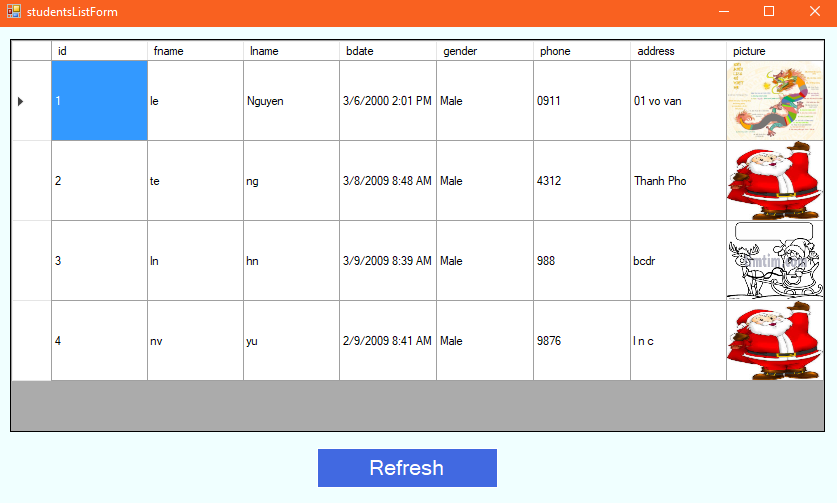 studentsListForm
id fname lname bdate gender phone address picture
1 le Nguyen 3/6/2000 2:01 PM Male 0911 01 vo van
2 te ng 3/8/2009 8:48 AM Male 4312 Thanh Pho
3 ln hn 3/9/2009 8:39 AM Male 988 bcdr
4 nv yu 2/9/2009 8:41 AM Male 9876 l n c
Refresh